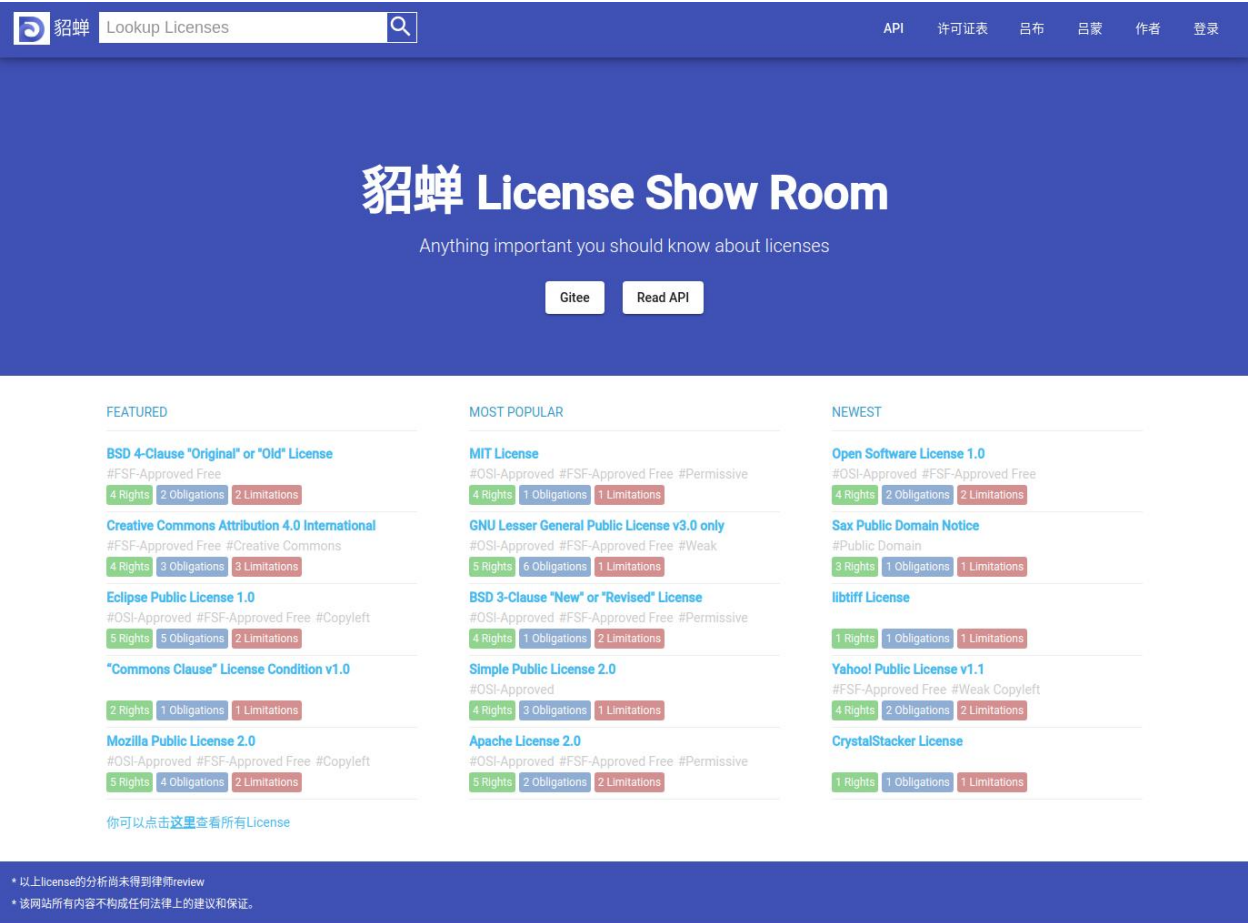 貂蝉 Lookup Licenses API 许可证表 吕布 吕蒙 作者 登录
貂蝉 License Show Room
Anything important you should know about licenses
Gitee Read API
FEATURED
BSD 4-Clause "Original" or "Old" License
#FSF-Approved Free
4 Rights 2 Obligations 2 Limitations
Creative Commons Attribution 4.0 International
#FSF-Approved Free #Creative Commons
4 Rights 3 Obligations 3 Limitations
Eclipse Public License 1.0
#OSI-Approved #FSF-Approved Free #Copyleft
5 Rights 5 Obligations 2 Limitations
“Commons Clause” License Condition v1.0
2 Rights 1 Obligations 1 Limitations
Mozilla Public License 2.0
#OSI-Approved #FSF-Approved Free #Copyleft
5 Rights 4 Obligations 2 Limitations
MOST POPULAR
MIT License
#OSI-Approved #FSF-Approved Free #Permissive
4 Rights 1 Obligations 1 Limitations
GNU Lesser General Public License v3.0 only
#OSI-Approved #FSF-Approved Free #Weak
5 Rights 6 Obligations 1 Limitations
BSD 3-Clause "New" or "Revised" License
#OSI-Approved #FSF-Approved Free #Permissive
4 Rights 1 Obligations 2 Limitations
Simple Public License 2.0
#OSI-Approved
4 Rights 3 Obligations 1 Limitations
Apache License 2.0
#OSI-Approved #FSF-Approved Free #Permissive
5 Rights 2 Obligations 2 Limitations
NEWEST
Open Software License 1.0
#OSI-Approved #FSF-Approved Free
4 Rights 2 Obligations 2 Limitations
Sax Public Domain Notice
#Public Domain
3 Rights 1 Obligations 1 Limitations
libtiff License
1 Rights 1 Obligations 1 Limitations
Yahoo! Public License v1.1
#FSF-Approved Free #Weak Copyleft
4 Rights 2 Obligations 2 Limitations
CrystalStacker License
1 Rights 1 Obligations 1 Limitations
你可以点击这里查看所有License
* 以上license的分析尚未得到律师review
* 该网站所有内容不构成任何法律上的建议和保证。